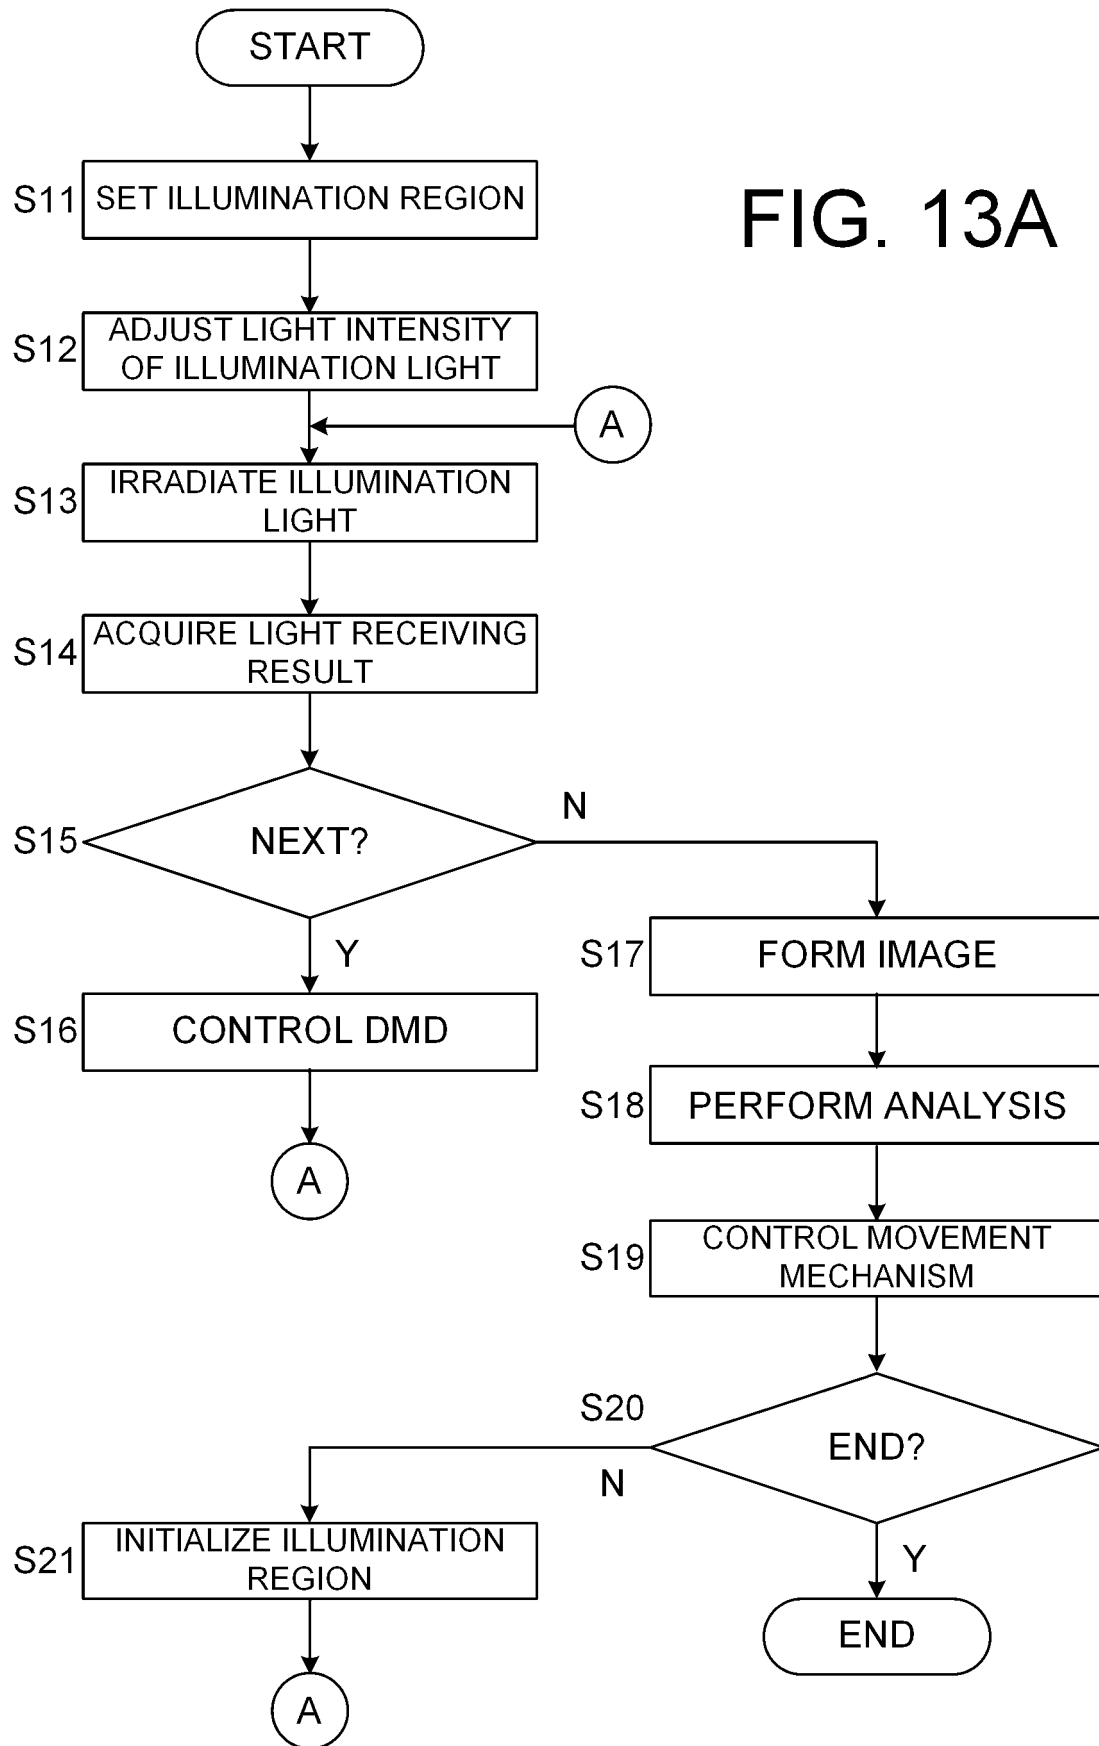 START
S11
SET ILLUMINATION REGION
FIG. 13A
S12
ADJUST LIGHT INTENSITY
OF ILLUMINATION LIGHT
A
S13
IRRADIATE ILLUMINATION
LIGHT
S14
ACQUIRE LIGHT RECEIVING
RESULT
S15
NEXT?
N
Y
S16
CONTROL DMD
A
S17
FORM IMAGE
S18
PERFORM ANALYSIS
S19
CONTROL MOVEMENT
MECHANISM
S20
END?
N
Y
S21
INITIALIZE ILLUMINATION
REGION
END
A